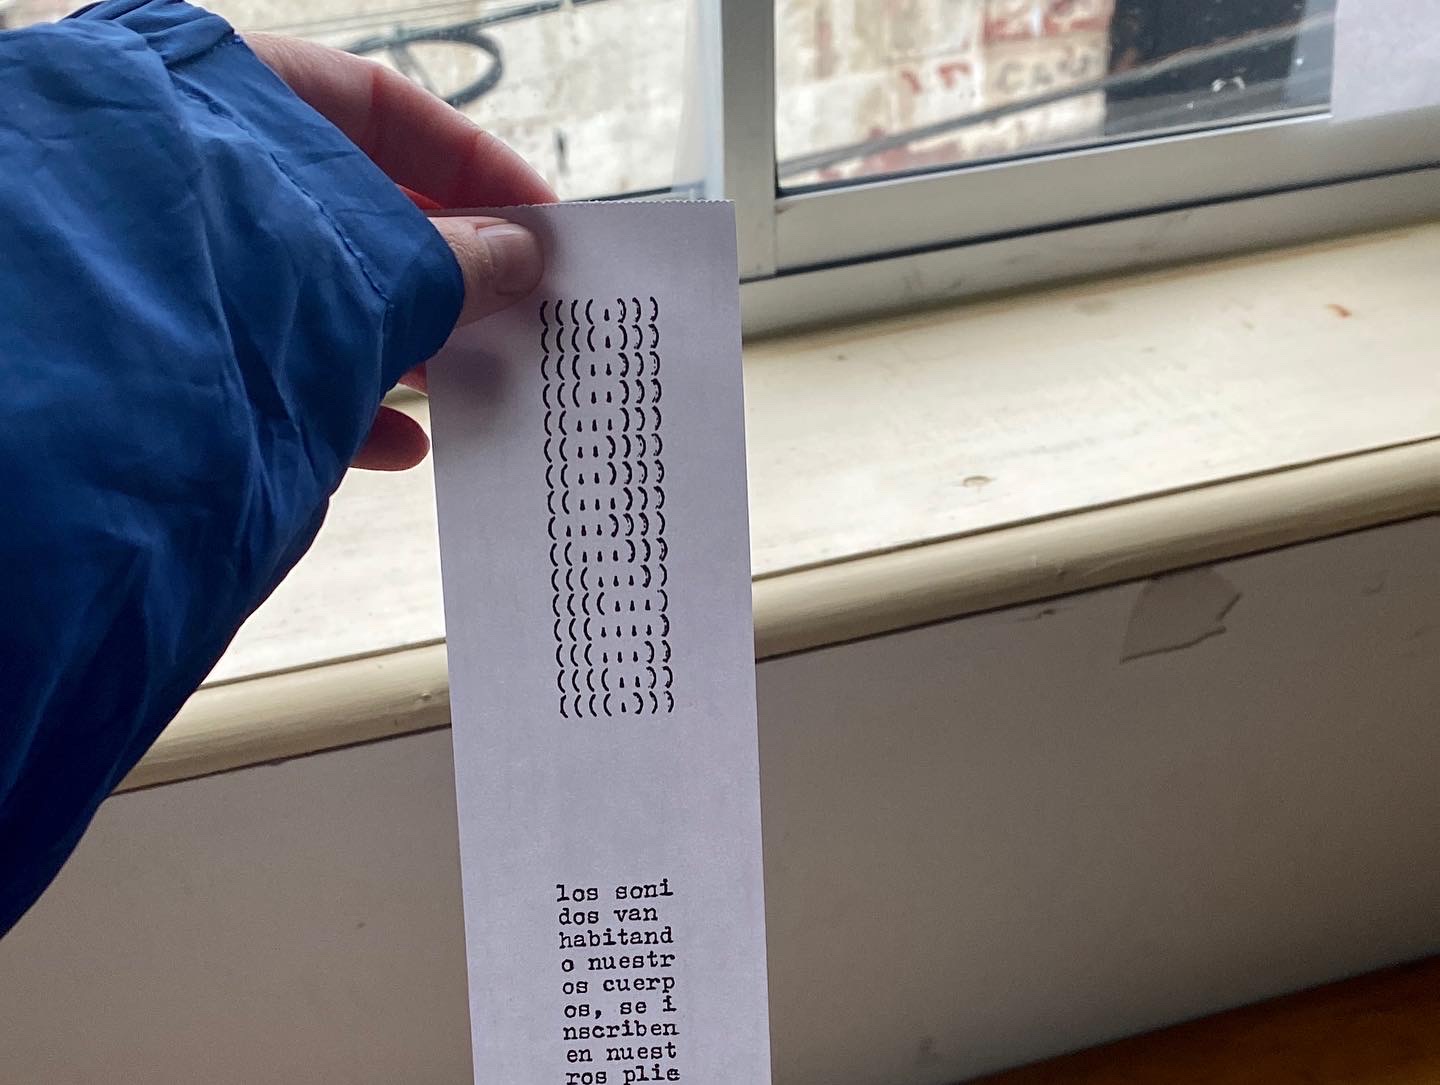 ((((.)))
((((.)))
(((..)))
(((..)))
((...)))
((..))))
((..))))
((...)))
(...))))
((...)))
(((...))
((((...)
(((....)
(((...))
((((..))
((((.)))
los soni
dos van
habitand
o nuestr
os cuerp
os, se i
nscriben
en nuest
ros plie